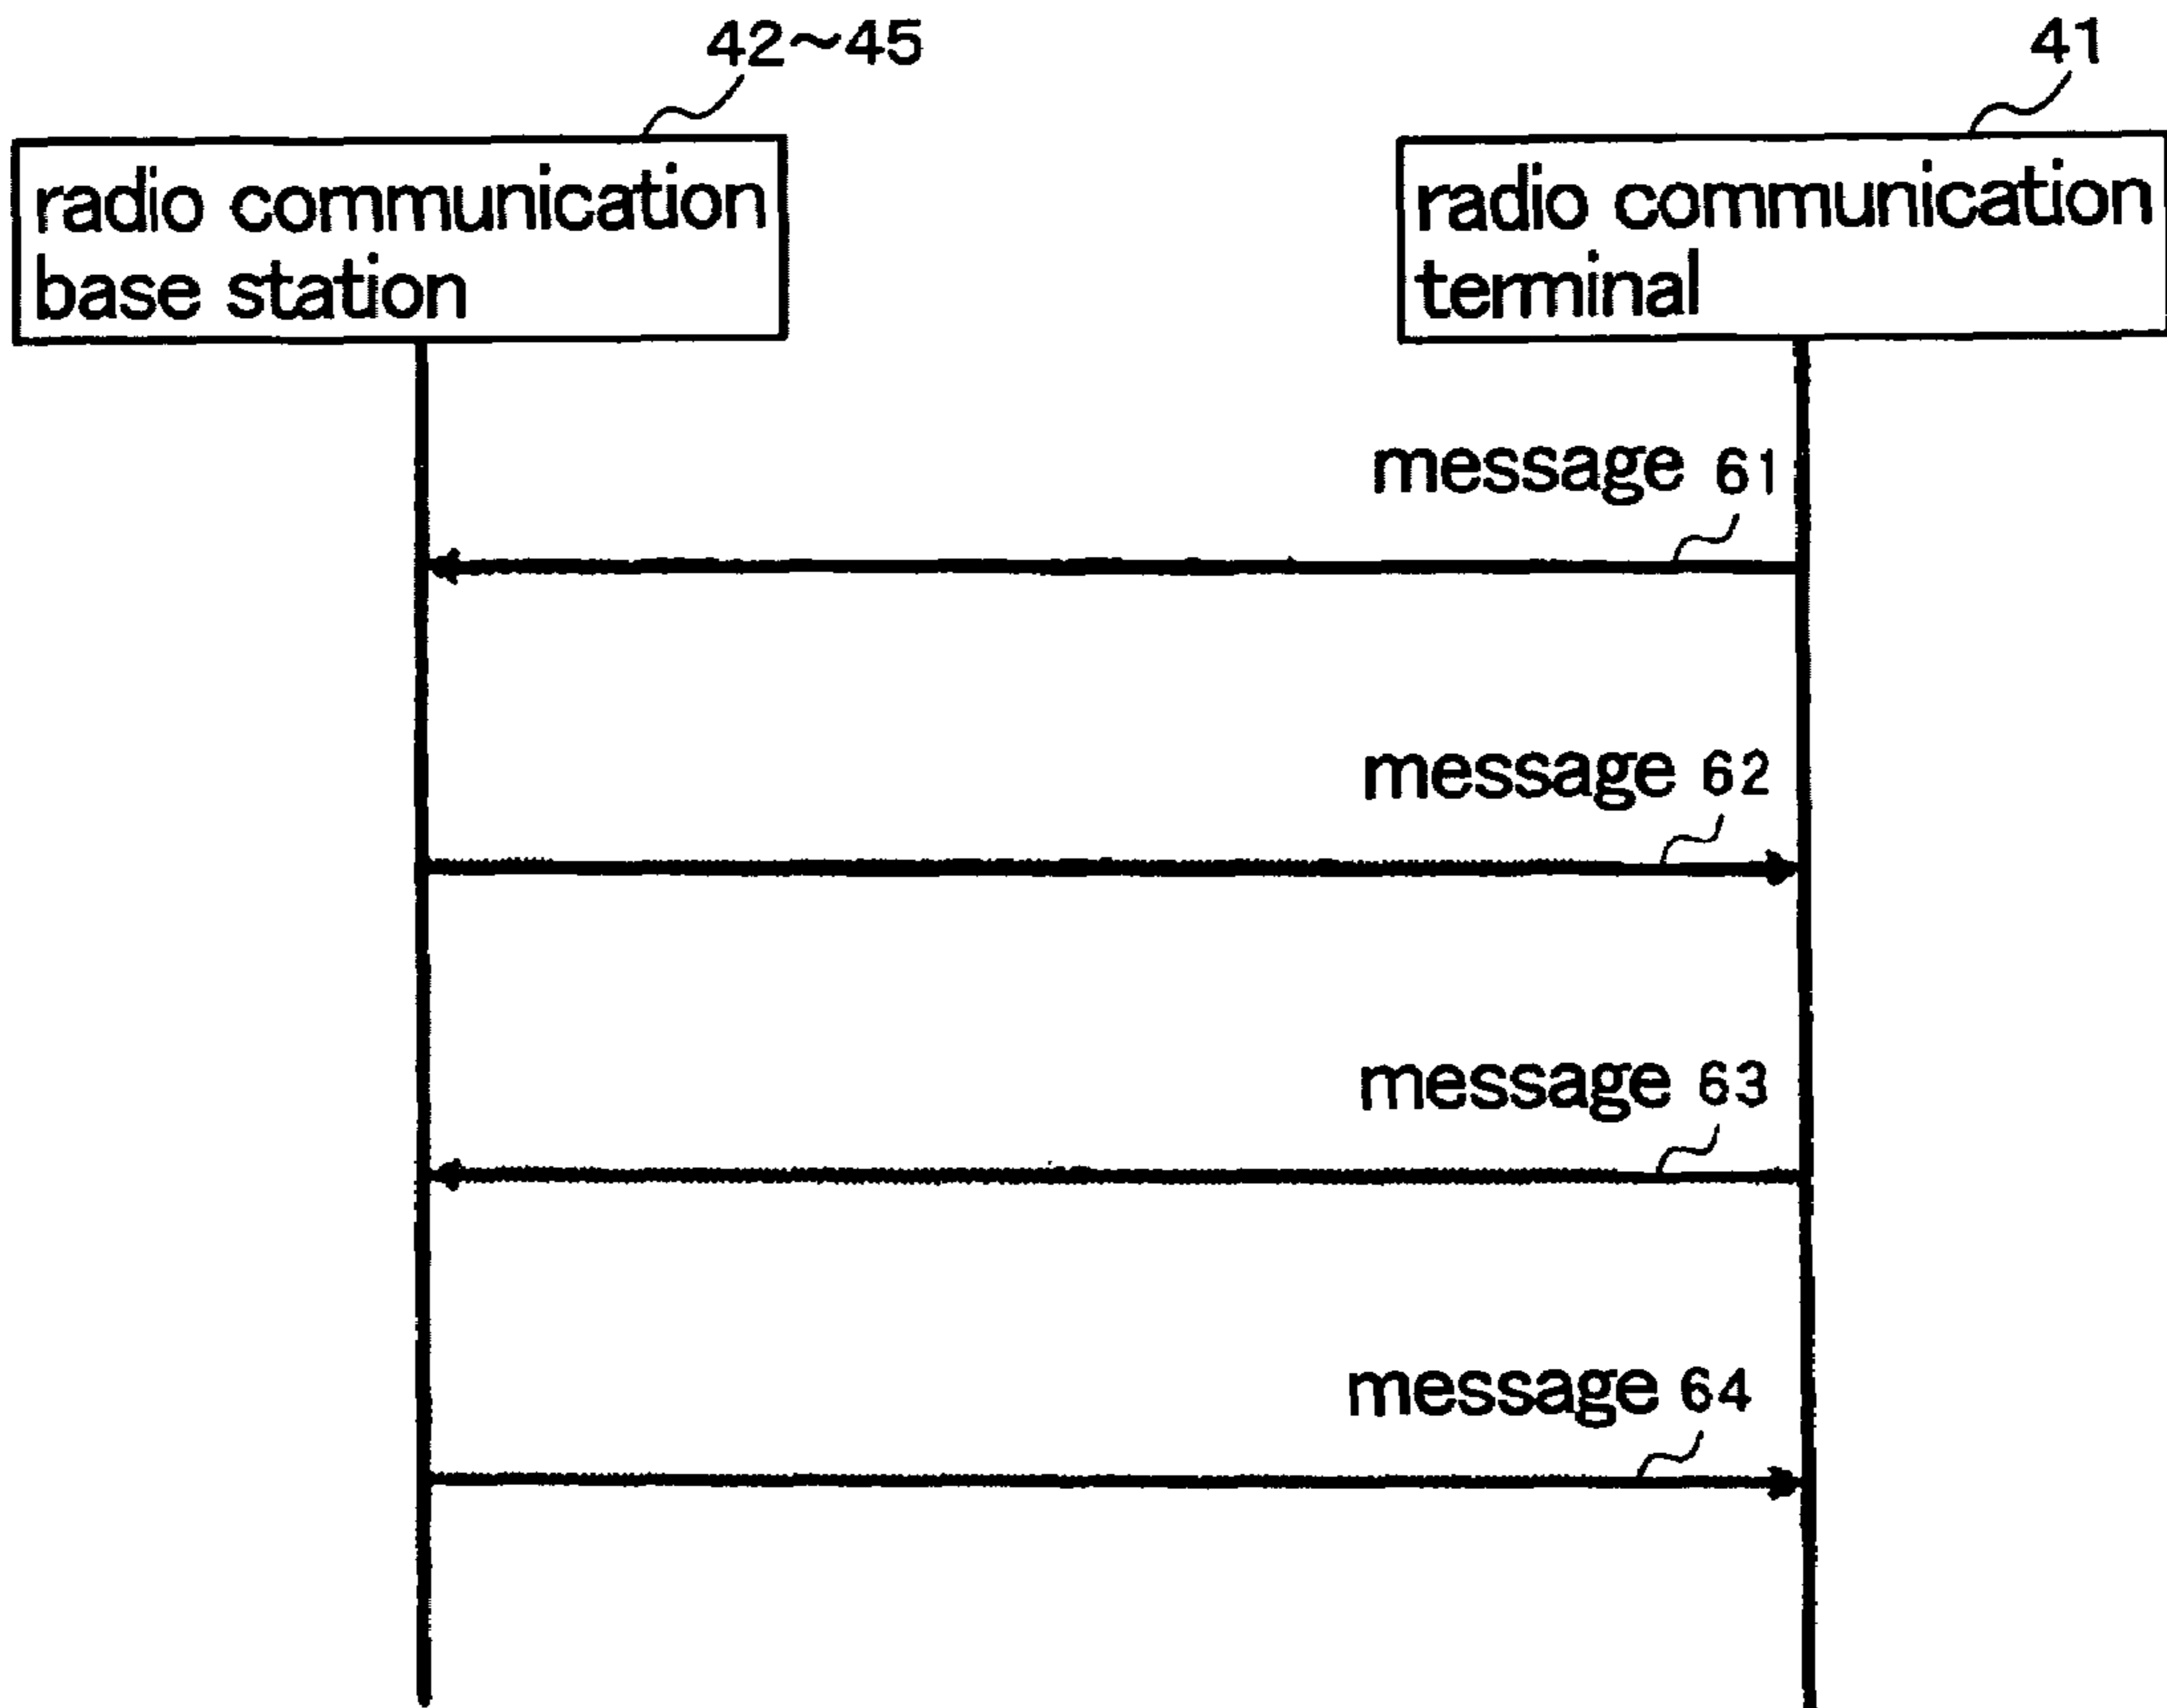 42~45
41
radio communication
base station
radio communication
terminal
message 61
message 62
message 63
message 64